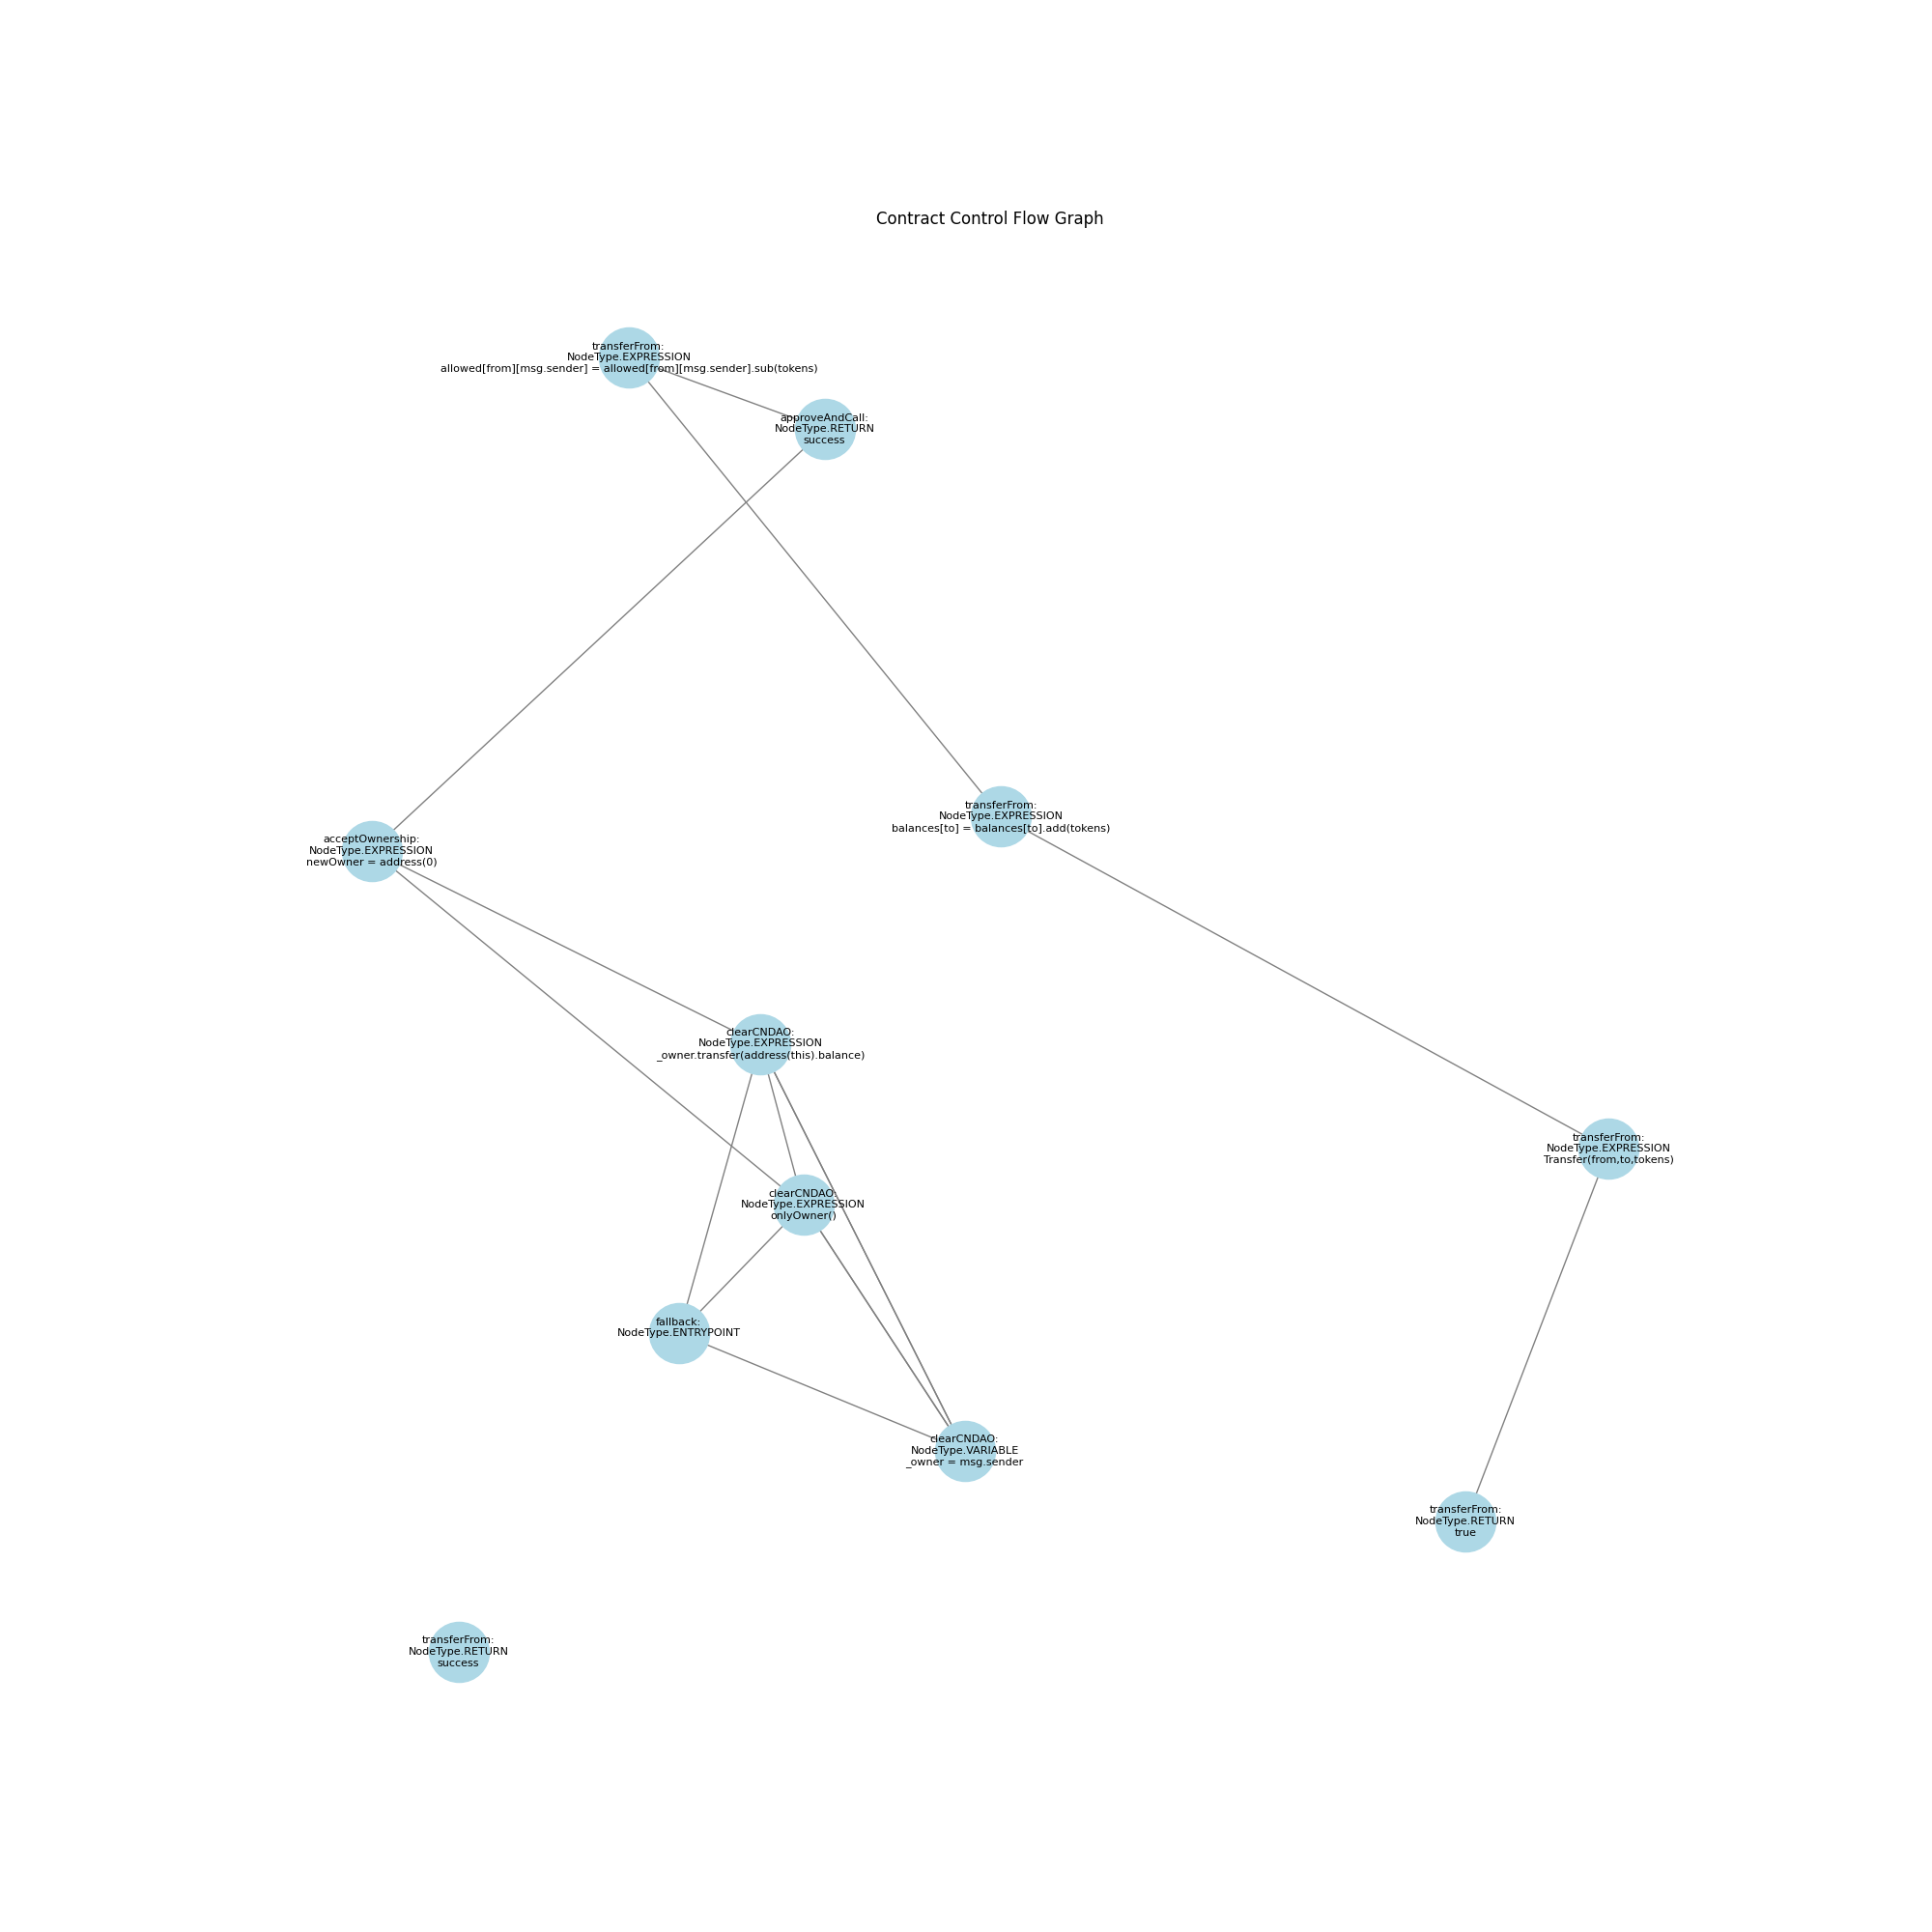 Contract Control Flow Graph
transferFrom:
NodeType.EXPRESSION
allowed[from][msg.sender] = allowed[from][msg.sender].sub(tokens)
approveAndCall:
NodeType.RETURN
success
transferFrom:
NodeType.EXPRESSION
balances[to] = balances[to].add(tokens)
acceptOwnership:
NodeType.EXPRESSION
newOwner = address(0)
clearCNDAO:
NodeType.EXPRESSION
_owner.transfer(address(this).balance)
transferFrom:
NodeType.EXPRESSION
Transfer(from,to,tokens)
clearCNDAO:
NodeType.EXPRESSION
onlyOwner()
fallback:
NodeType.ENTRYPOINT
clearCNDAO:
NodeType.VARIABLE
_owner = msg.sender
transferFrom:
NodeType.RETURN
true
transferFrom:
NodeType.RETURN
success